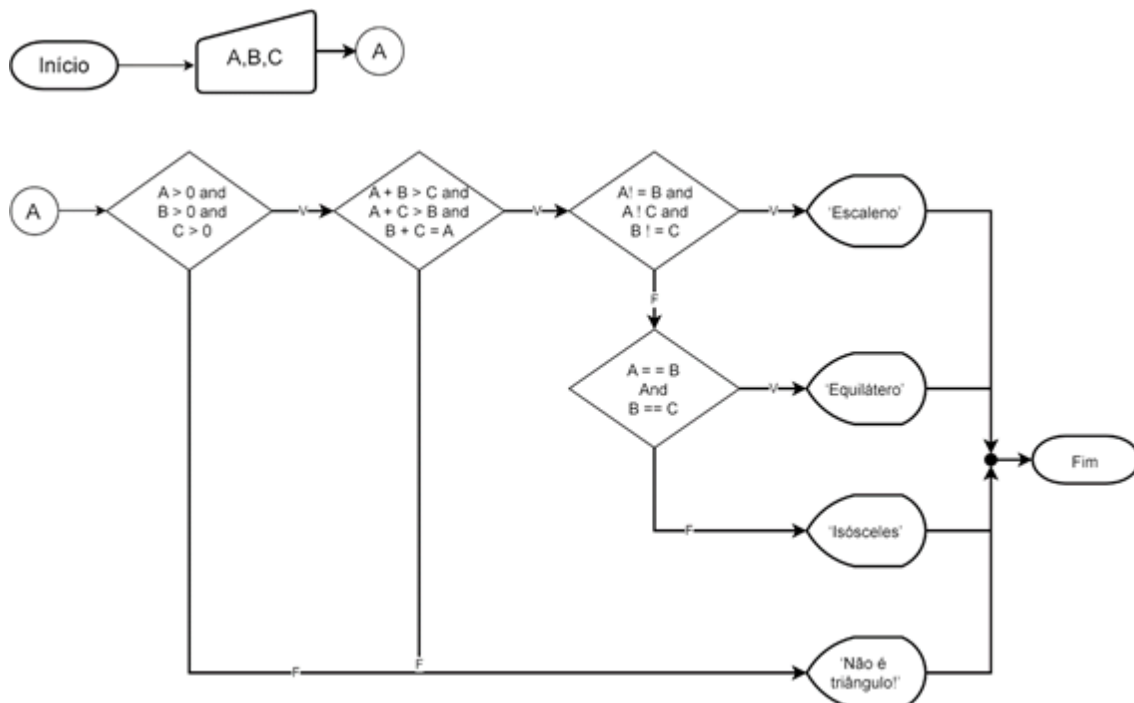 Início
A,B,C
A
A
A > 0 and
B > 0 and
C > 0
V
A + B > C and
A + C > B and
B + C = A
V
A! = B and
A ! C and
B ! = C
V
'Escaleno'
F
A = = B
And
B == C
V
'Equilátero'
Fim
F
'Isósceles'
F
F
'Não é
triângulo!'